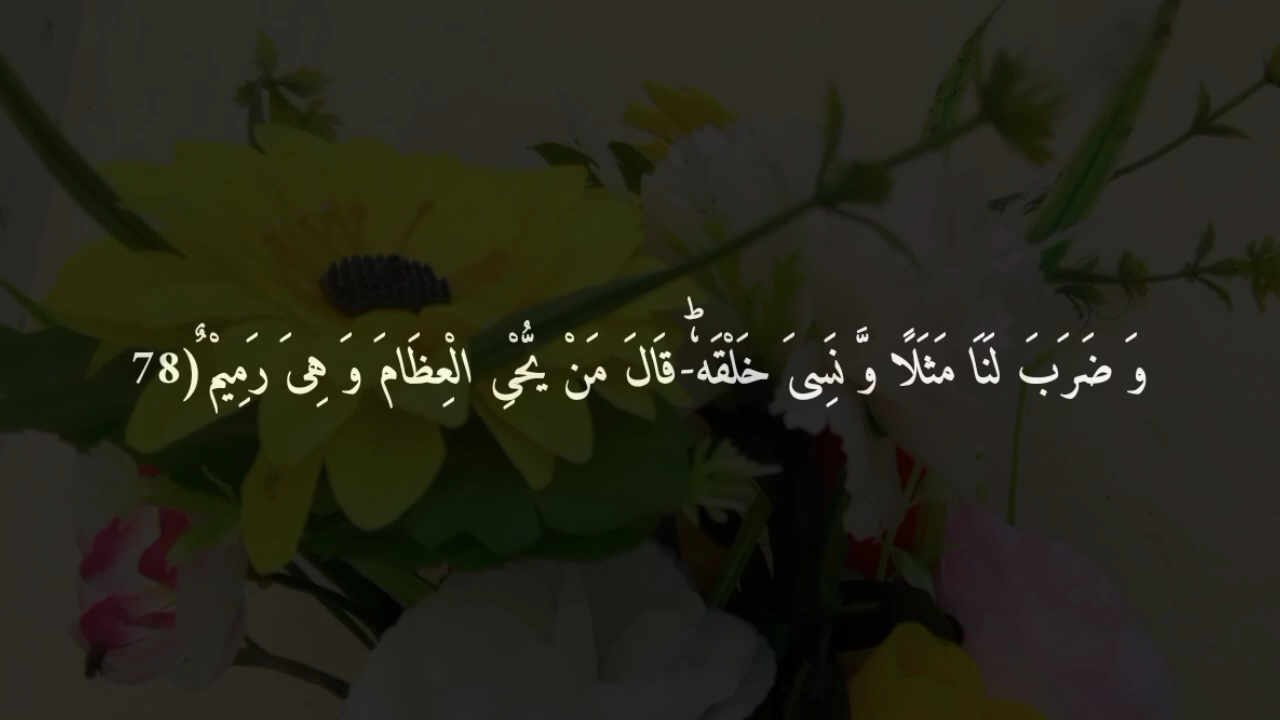 وَ ضَرَبَ لَنَا مَثَلًا وَّ نَسِیَ خَلْقَهٗؕ-قَالَ مَنْ یُّحْیِ الْعِظَامَ وَ هِیَ رَمِیْمٌ(78